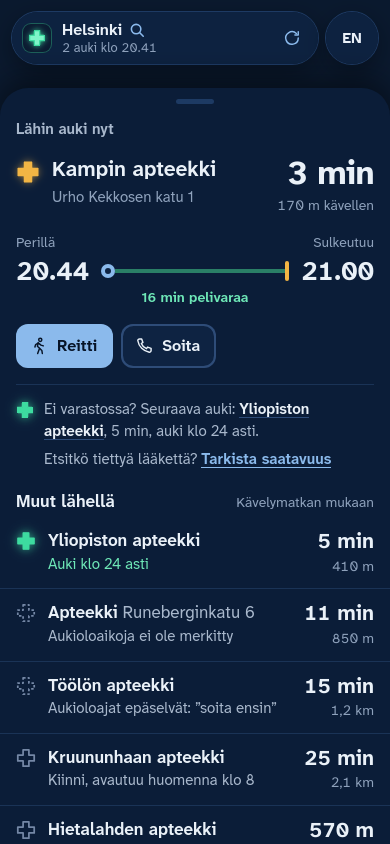 Helsinki
2 auki klo 20.41
EN
Lähin auki nyt
Kampin apteekki
3 min
Urho Kekkosen katu 1
170 m kävellen
Perillä
Sulkeutuu
20.44
21.00
16 min pelivaraa
Reitti
Soita
Ei varastossa? Seuraava auki: Yliopiston
apteekki, 5 min, auki klo 24 asti.
Etsitkö tiettyä lääkettä? Tarkista saatavuus
Muut lähellä
Kävelymatkan mukaan
Yliopiston apteekki
5 min
Auki klo 24 asti
410 m
Apteekki Runeberginkatu 6
11 min
Aukioloaikoja ei ole merkitty
850 m
Töölön apteekki
15 min
Aukioloajat epäselvät: ”soita ensin”
1,2 km
Kruununhaan apteekki
25 min
Kiinni, avautuu huomenna klo 8
2,1 km
Hietalahden apteekki
570 m